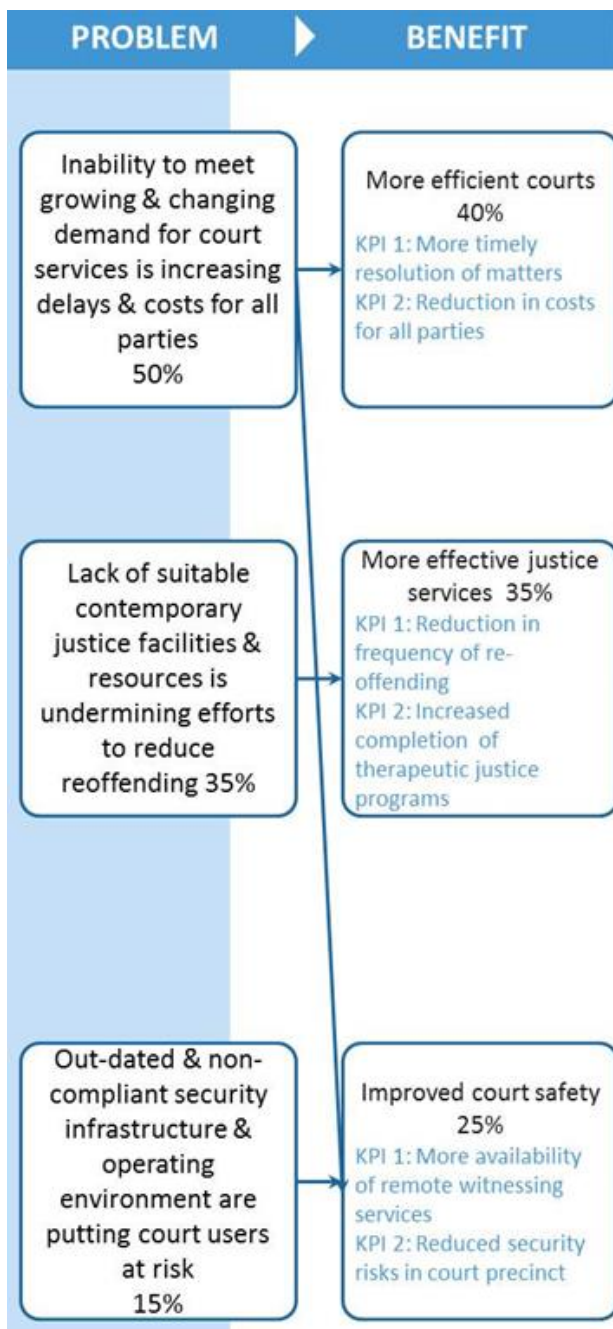 PROBLEM
BENEFIT
Inability to meet
growing & changing
demand for court
services is increasing
delays & costs for all
parties
50%
More efficient courts
40%
KPI 1: More timely
resolution of matters
KPI 2: Reduction in costs
for all parties
Lack of suitable
contemporary
justice facilities &
resources is
undermining efforts
to reduce
reoffending 35%
More effective justice
services 35%
KPI 1: Reduction in
frequency of re-
offending
KPI 2: Increased
completion of
therapeutic justice
programs
Out-dated & non-
compliant security
infrastructure &
operating
environment are
putting court users
at risk
15%
Improved court safety
25%
KPI 1: More availability
of remote witnessing
services
KPI 2: Reduced security
risks in court precinct